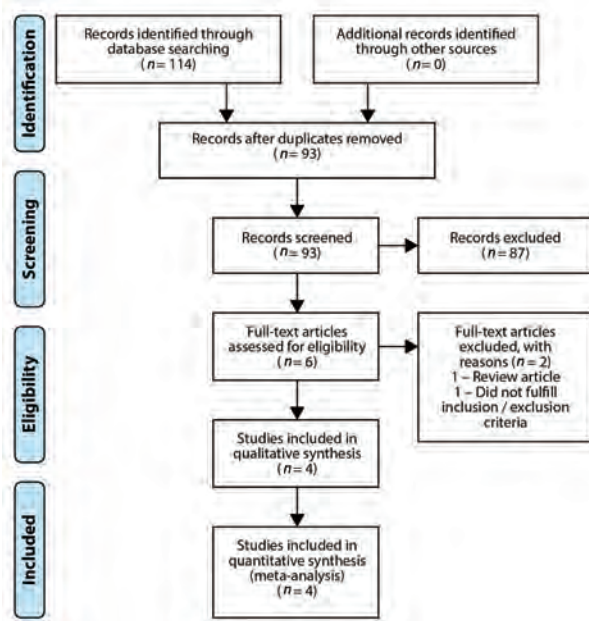 Identification
Records identified through
database searching
(n = 114)
Additional records identified
through other sources
(n = 0)
Records after duplicates removed
(n = 93)
Screening
Records screened
(n = 93)
Records excluded
(n = 87)
Eligibility
Full-text articles
assessed for eligibility
(n = 6)
Full-text articles
excluded, with
reasons (n = 2)
1 – Review article
1 – Did not fulfill
inclusion / exclusion
criteria
Studies included in
qualitative synthesis
(n = 4)
Included
Studies included in
quantitative synthesis
(meta-analysis)
(n = 4)